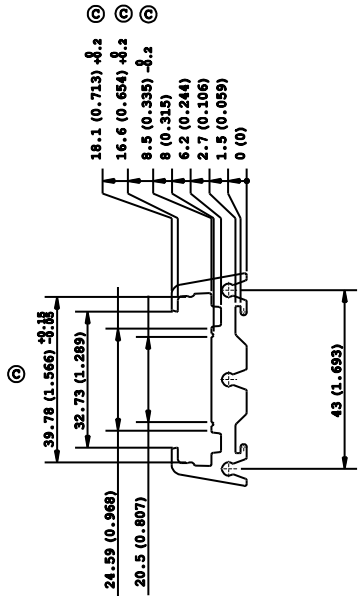 18.1 (0.713) 0 +0.2 Ⓒ
16.6 (0.654) 0 +0.2 Ⓒ
8.5 (0.335) 0 -0.2 Ⓒ
8 (0.315)
6.2 (0.244)
2.7 (0.106)
1.5 (0.059)
0 (0)
Ⓒ
39.78 (1.566) +0.15 -0.05
32.73 (1.289)
24.59 (0.968)
20.5 (0.807)
43 (1.693)